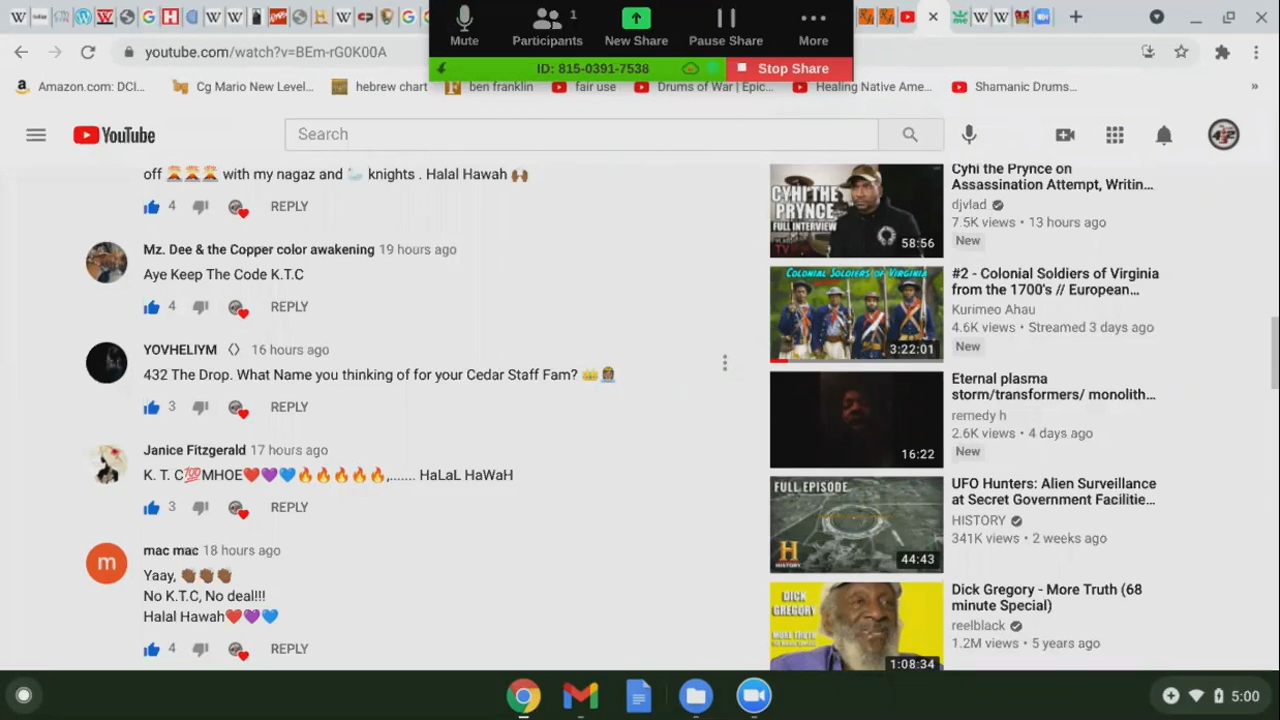 Mute
Participants
1
New Share
Pause Share
More
ID: 815-0391-7538
Stop Share
youtube.com/watch?v=BEm-rG0K00A
Amazon.com: DCI...
Cg Mario New Level...
hebrew chart
ben franklin
fair use
Drums of War | Epic...
Healing Native Ame...
Shamanic Drums...
»
YouTube
Search
off 🌋🌋🌋 with my nagaz and 🦢 knights . Halal Hawah 🙌🏾
4 REPLY
Mz. Dee & the Copper color awakening 19 hours ago
Aye Keep The Code K.T.C
4 REPLY
YOVHELIYM 16 hours ago
432 The Drop. What Name you thinking of for your Cedar Staff Fam? 👑
3 REPLY
Janice Fitzgerald 17 hours ago
K. T. C💯MHOE❤️💜💙🔥🔥🔥🔥🔥,....... HaLaL HaWaH
3 REPLY
m
mac mac 18 hours ago
Yaay, 👏🏾👏🏾👏🏾
No K.T.C, No deal!!!
Halal Hawah❤️💜💙
4 REPLY
CYHI THE
PRYNCE
FULL INTERVIEW
58:56
Cyhi the Prynce on
Assassination Attempt, Writin...
djvlad
7.5K views • 13 hours ago
New
COLONIAL SOLDIERS OF VIRGINIA
3:22:01
#2 - Colonial Soldiers of Virginia
from the 1700's // European...
Kurimeo Ahau
4.6K views • Streamed 3 days ago
New
16:22
Eternal plasma
storm/transformers/ monolith...
remedy h
2.6K views • 4 days ago
New
FULL EPISODE
H
HISTORY
44:43
UFO Hunters: Alien Surveillance
at Secret Government Facilitie...
HISTORY
341K views • 2 weeks ago
DICK
GREGORY
MORE TRUTH
1:08:34
Dick Gregory - More Truth (68
minute Special)
reelblack
1.2M views • 5 years ago
5:00